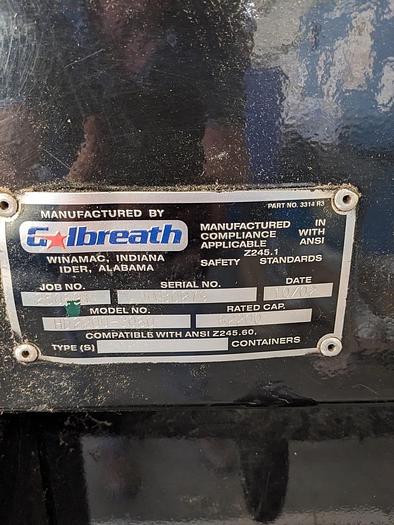 PART NO. 3314 R3
MANUFACTURED BY
Galbreath
WINAMAC, INDIANA
IDER, ALABAMA
MANUFACTURED IN
COMPLIANCE WITH
APPLICABLE ANSI
Z245.1
SAFETY STANDARDS
JOB NO. SERIAL NO. DATE
MODEL NO. RATED CAP.
COMPATIBLE WITH ANSI Z245.60,
TYPE (S) CONTAINERS